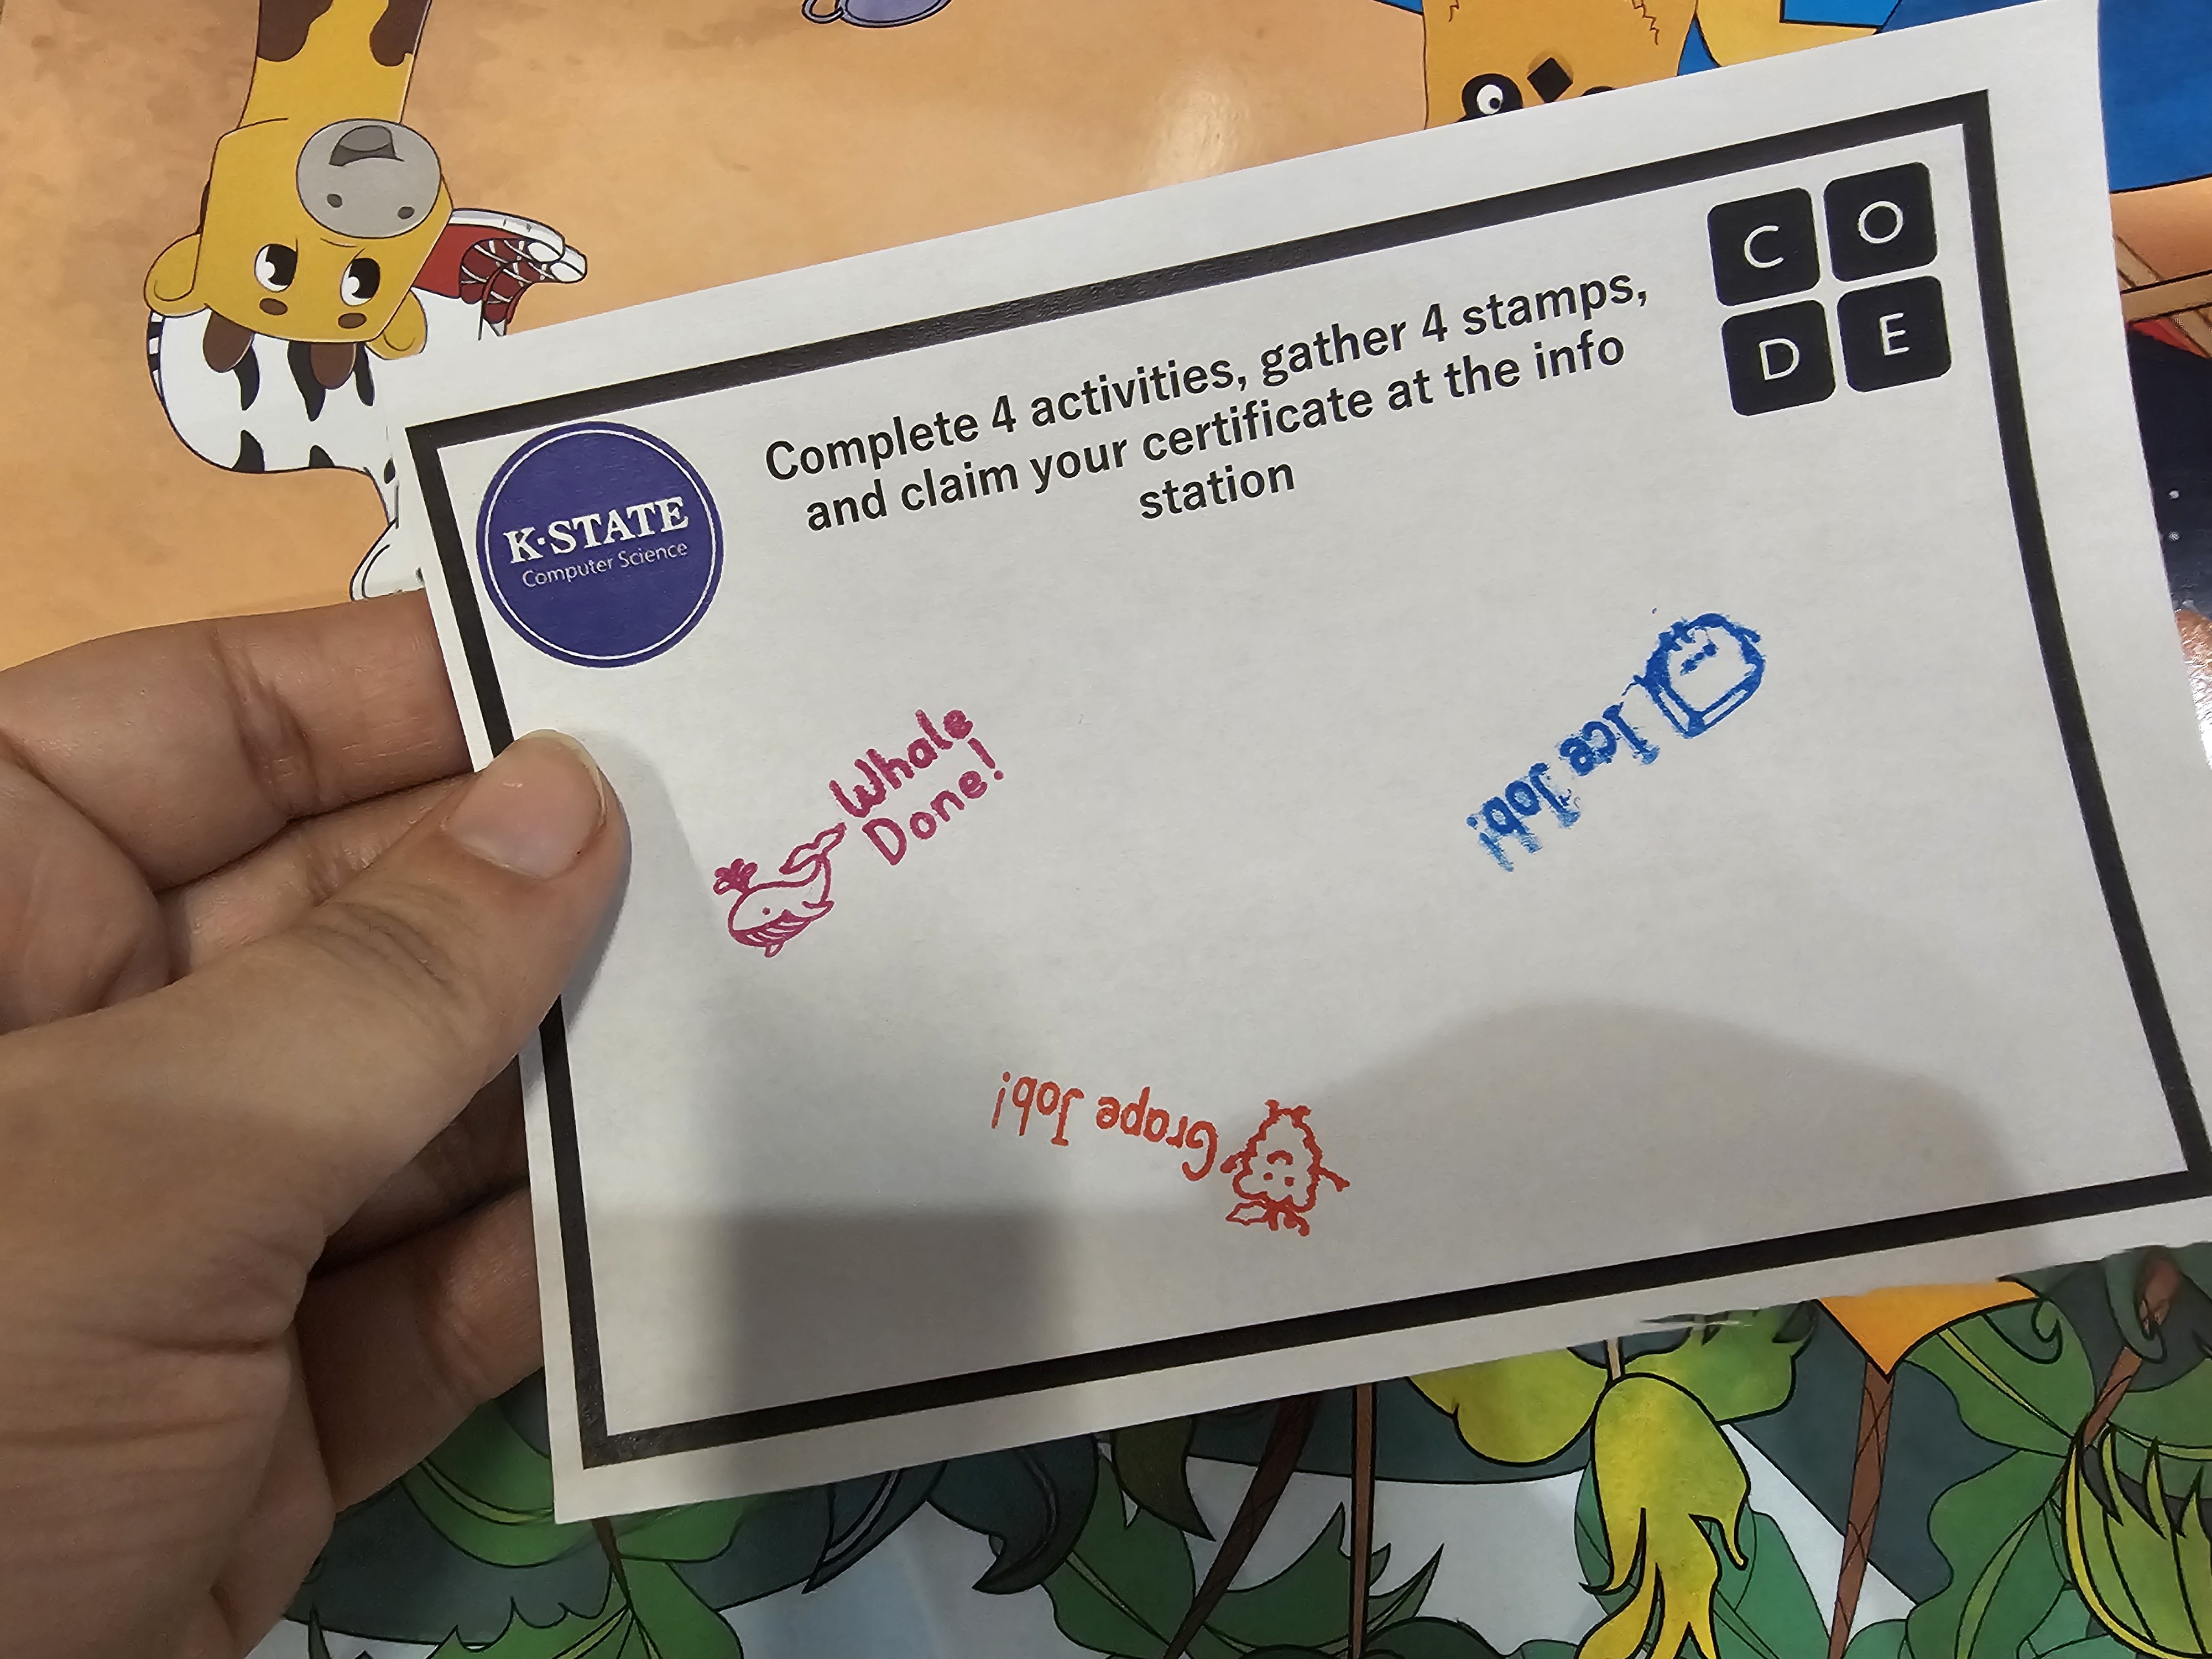 K·STATE
Computer Science
Complete 4 activities, gather 4 stamps,
and claim your certificate at the info
station
C O
D E
Whale
Done!
Ice Job!
Grape Job!